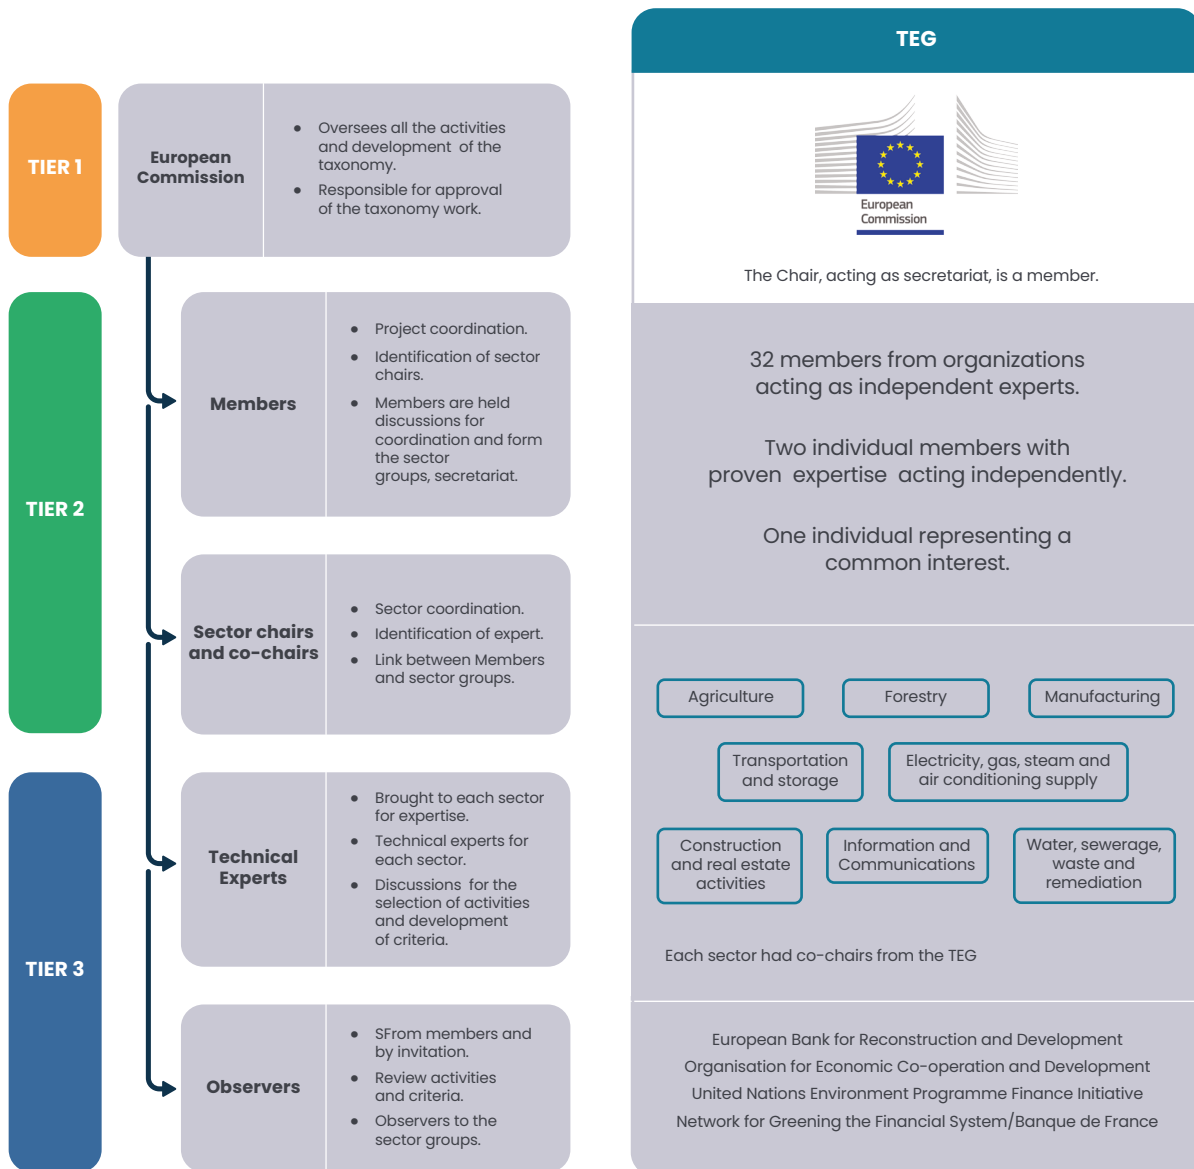 TEG
TIER 1
European
Commission
● Oversees all the activities
and development of the
taxonomy.
● Responsible for approval
of the taxonomy work.
European
Commission
The Chair, acting as secretariat, is a member.
TIER 2
Members
● Project coordination.
● Identification of sector
chairs.
● Members are held
discussions for
coordination and form
the sector
groups, secretariat.
32 members from organizations
acting as independent experts.
Two individual members with
proven expertise acting independently.
One individual representing a
common interest.
Sector chairs
and co-chairs
● Sector coordination.
● Identification of expert.
● Link between Members
and sector groups.
Agriculture
Forestry
Manufacturing
Transportation
and storage
Electricity, gas, steam and
air conditioning supply
Construction
and real estate
activities
Information and
Communications
Water, sewerage,
waste and
remediation
Each sector had co-chairs from the TEG
TIER 3
Technical
Experts
● Brought to each sector
for expertise.
● Technical experts for
each sector.
● Discussions for the
selection of activities
and development
of criteria.
Observers
● SFrom members and
by invitation.
● Review activities
and criteria.
● Observers to the
sector groups.
European Bank for Reconstruction and Development
Organisation for Economic Co-operation and Development
United Nations Environment Programme Finance Initiative
Network for Greening the Financial System/Banque de France